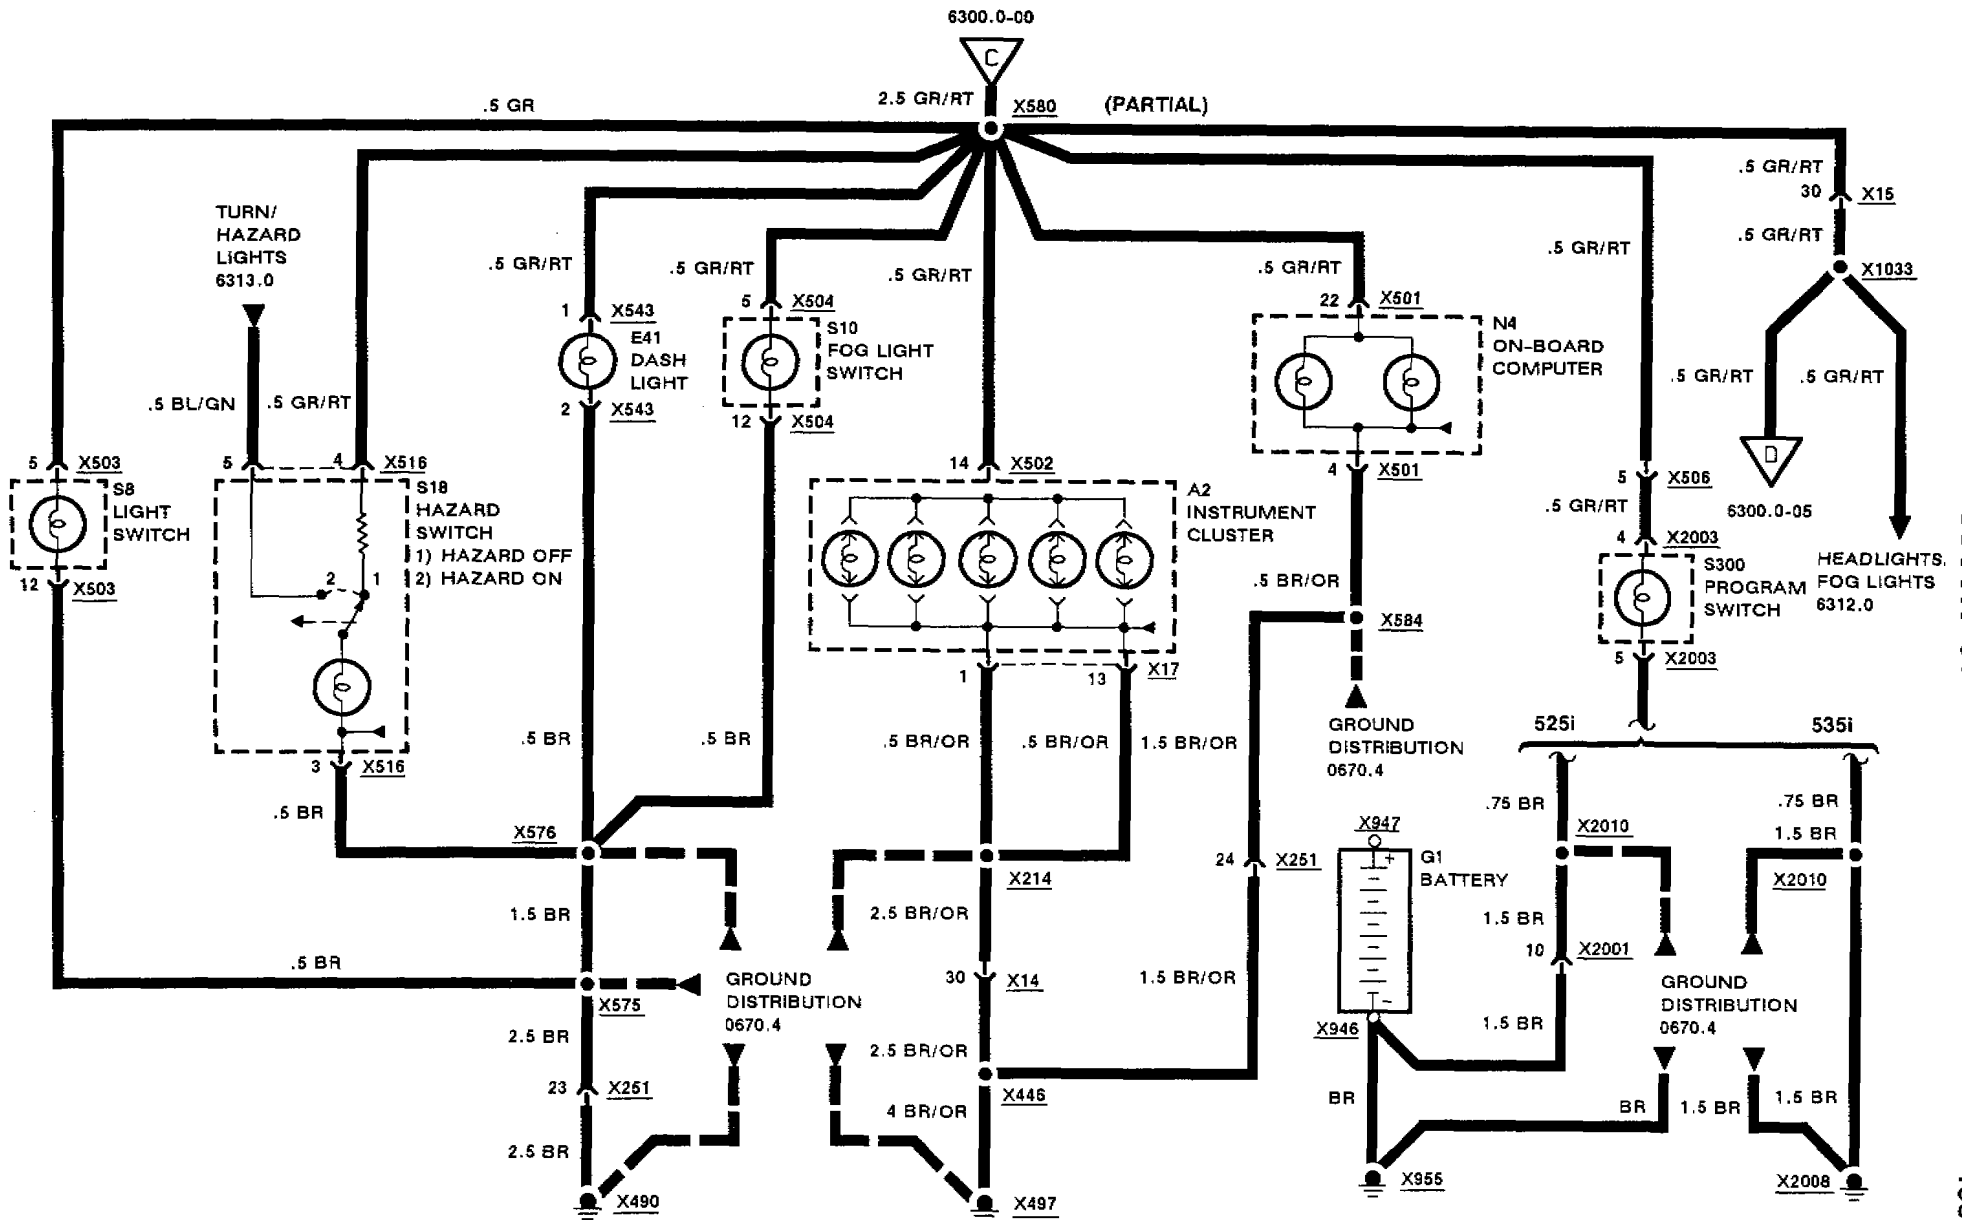 6300.0-00
C
2.5 GR/RT
X580
(PARTIAL)
.5 GR
.5 GR/RT
30
X15
.5 GR/RT
X1033
TURN/
HAZARD
LIGHTS
6313.0
.5 GR/RT
.5 GR/RT
.5 GR/RT
.5 GR/RT
.5 GR/RT
1
X543
5
X504
22
X501
E41
DASH
LIGHT
S10
FOG LIGHT
SWITCH
N4
ON-BOARD
COMPUTER
.5 BL/GN
.5 GR/RT
2
X543
12
X504
.5 GR/RT
.5 GR/RT
5
X503
5
4
X516
14
X502
4
X501
5
X506
D
6300.0-05
S8
LIGHT
SWITCH
S18
HAZARD
SWITCH
1) HAZARD OFF
2) HAZARD ON
A2
INSTRUMENT
CLUSTER
.5 GR/RT
4
X2003
S300
PROGRAM
SWITCH
HEADLIGHTS
FOG LIGHTS
6312.0
12
X503
2
1
.5 BR/OR
X584
5
X2003
1
13
X17
3
X516
.5 BR
.5 BR
.5 BR
.5 BR/OR
.5 BR/OR
1.5 BR/OR
GROUND
DISTRIBUTION
0670.4
525i
535i
X576
X947
+
G1
BATTERY
-
X946
.75 BR
X2010
.75 BR
1.5 BR
X2010
X214
24
X251
1.5 BR
2.5 BR/OR
1.5 BR
10
X2001
.5 BR
X575
GROUND
DISTRIBUTION
0670.4
30
X14
1.5 BR/OR
GROUND
DISTRIBUTION
0670.4
1.5 BR
2.5 BR
2.5 BR/OR
23
X251
X446
4 BR/OR
BR
BR
1.5 BR
1.5 BR
2.5 BR
X490
X497
X955
X2008